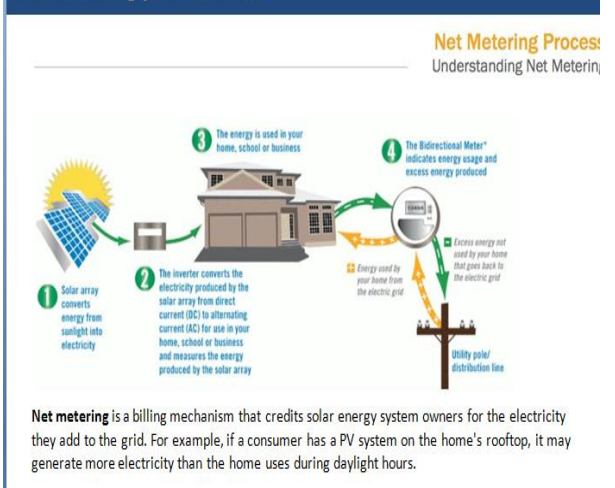 Net Metering Process
Understanding Net Metering
3 The energy is used in your
home, school or business
4 The Bidirectional Meter*
indicates energy usage and
excess energy produced
1 Solar array
converts
energy from
sunlight into
electricity
2 The inverter converts the
electricity produced by the
solar array from direct
current (DC) to alternating
current (AC) for use in your
home, school or business
and measures the energy
produced by the solar array
Energy used by
your home from
the electric grid
Excess energy not
used by your home
that goes back to
the electric grid
Utility pole/
distribution line
Net metering is a billing mechanism that credits solar energy system owners for the electricity
they add to the grid. For example, if a consumer has a PV system on the home's rooftop, it may
generate more electricity than the home uses during daylight hours.